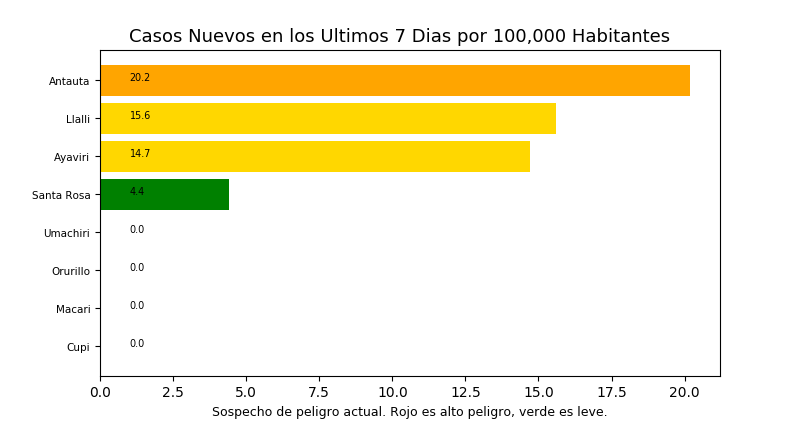 Casos Nuevos en los Ultimos 7 Dias por 100,000 Habitantes
Antauta 20.2
Llalli 15.6
Ayaviri 14.7
Santa Rosa 4.4
Umachiri 0.0
Orurillo 0.0
Macari 0.0
Cupi 0.0
0.0 2.5 5.0 7.5 10.0 12.5 15.0 17.5 20.0
Sospecho de peligro actual. Rojo es alto peligro, verde es leve.